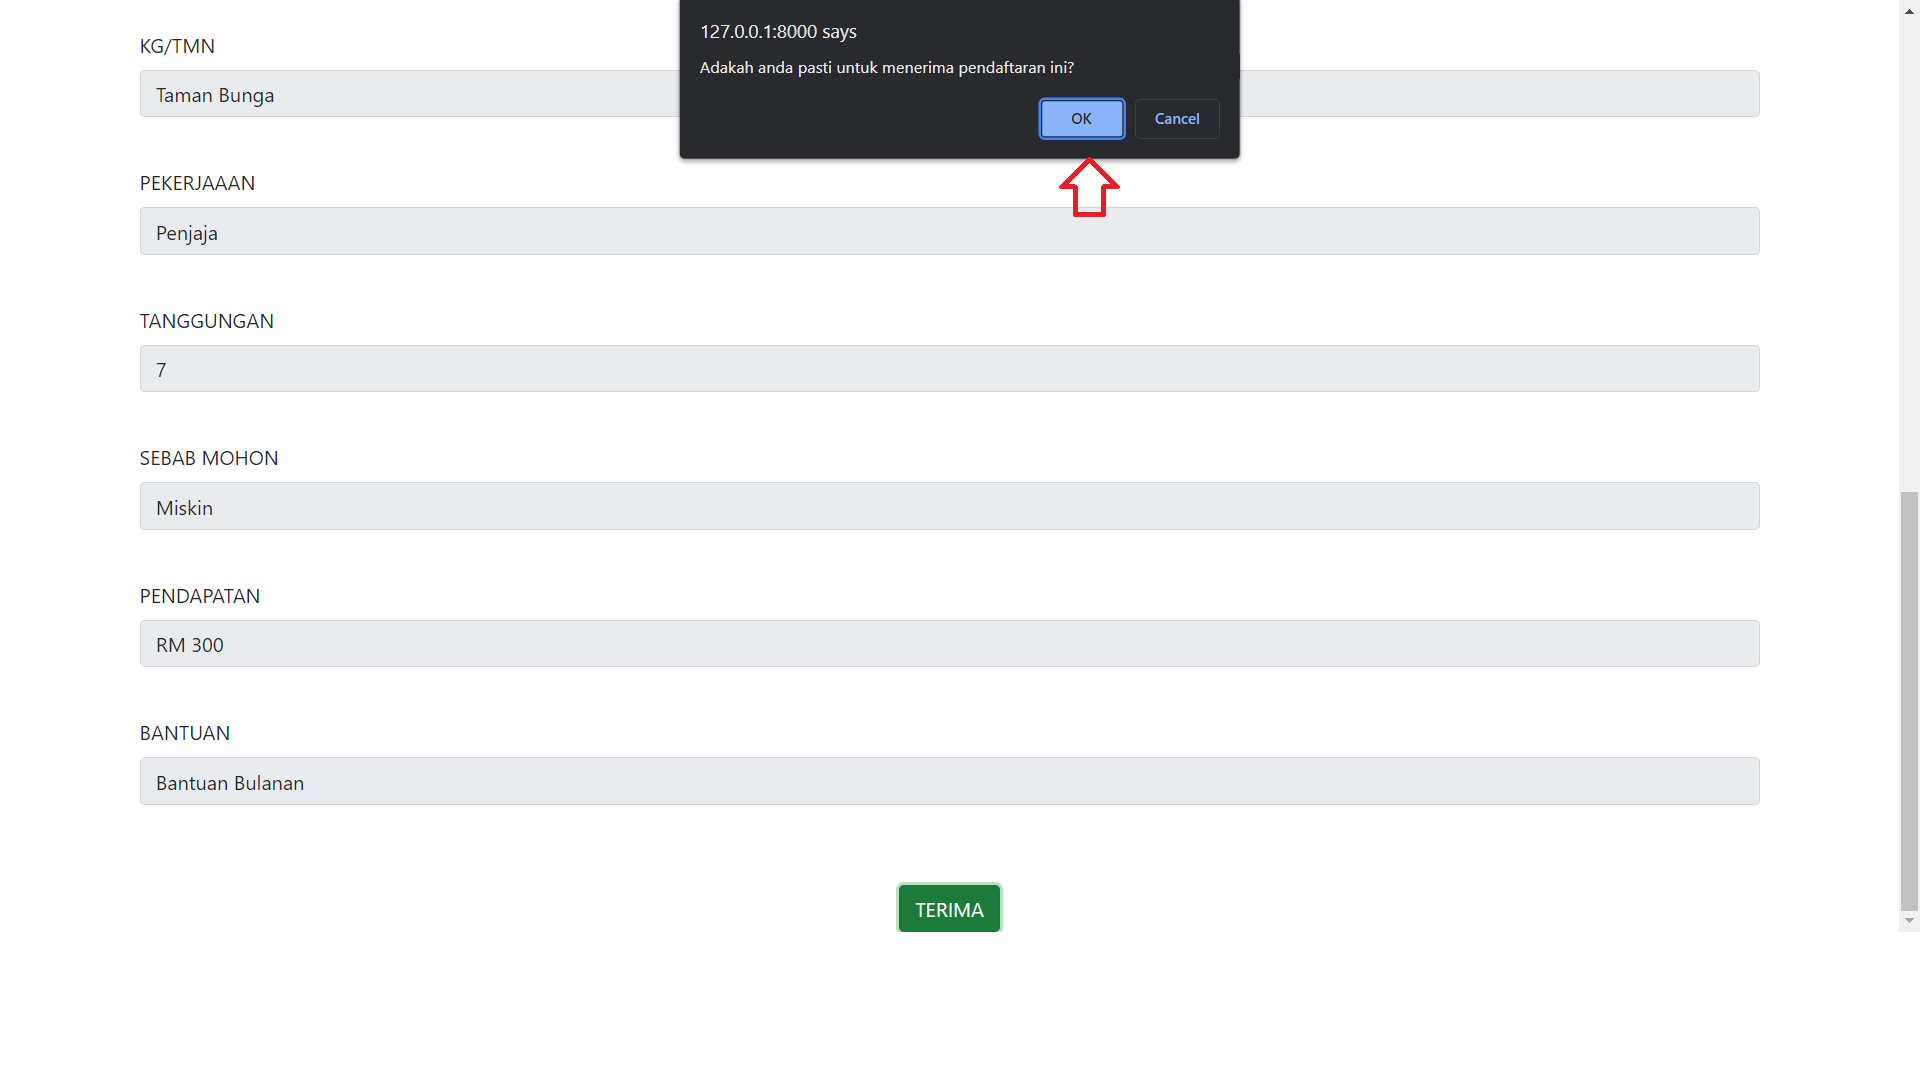 127.0.0.1:8000 says
Adakah anda pasti untuk menerima pendaftaran ini?
OK
Cancel
KG/TMN
Taman Bunga
PEKERJAAAN
Penjaja
TANGGUNGAN
7
SEBAB MOHON
Miskin
PENDAPATAN
RM 300
BANTUAN
Bantuan Bulanan
TERIMA